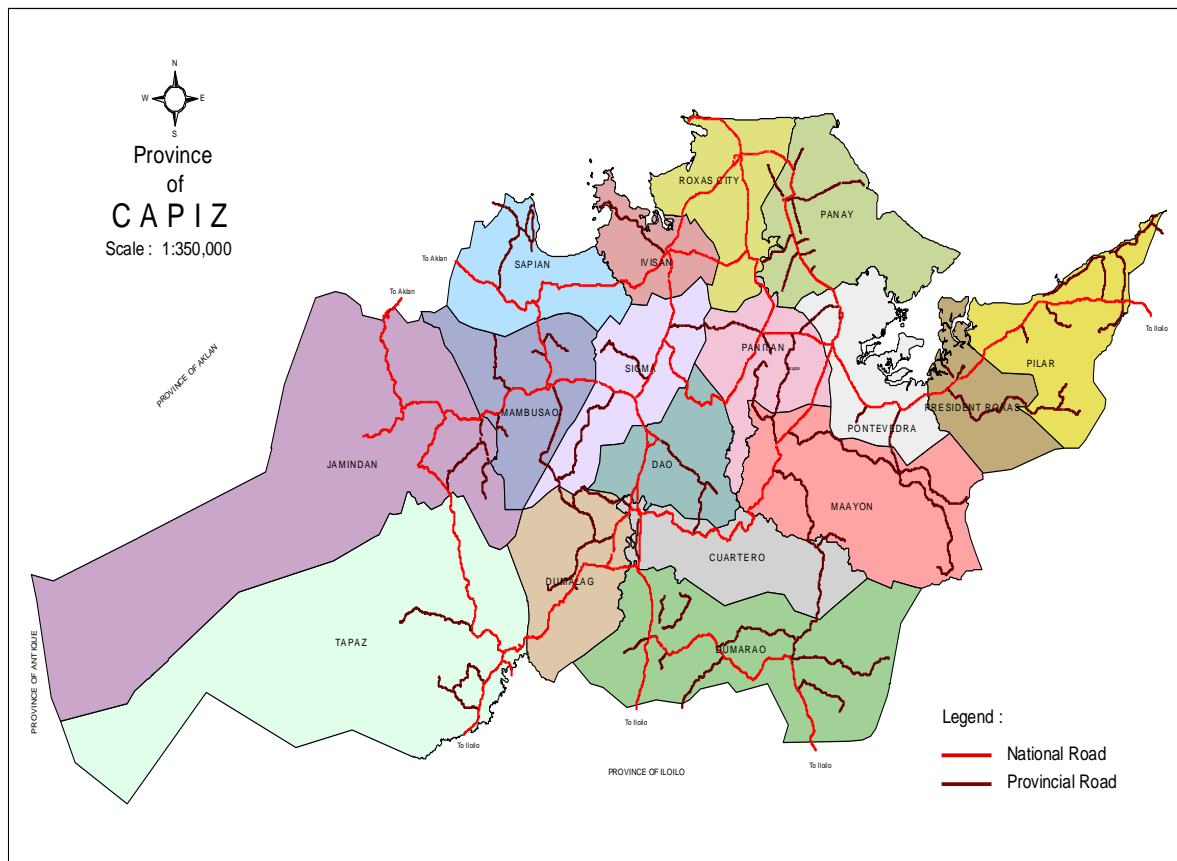 N
W E
S
Province
of
CAPIZ
Scale : 1:350,000
ROXAS CITY
PANAY
To Aklan
SAPIAN
IVISAN
To Aklan
To Iloilo
PROVINCE OF AKLAN
PANITAN
SIGMA
PILAR
MAMBUSAO
PRESIDENT ROXAS
PONTEVEDRA
JAMINDAN
DAO
MAAYON
CUARTERO
DUMALAG
PROVINCE OF ANTIQUE
TAPAZ
DUMARAO
To Iloilo
To Iloilo
To Iloilo
PROVINCE OF ILOILO
Legend :
National Road
Provincial Road